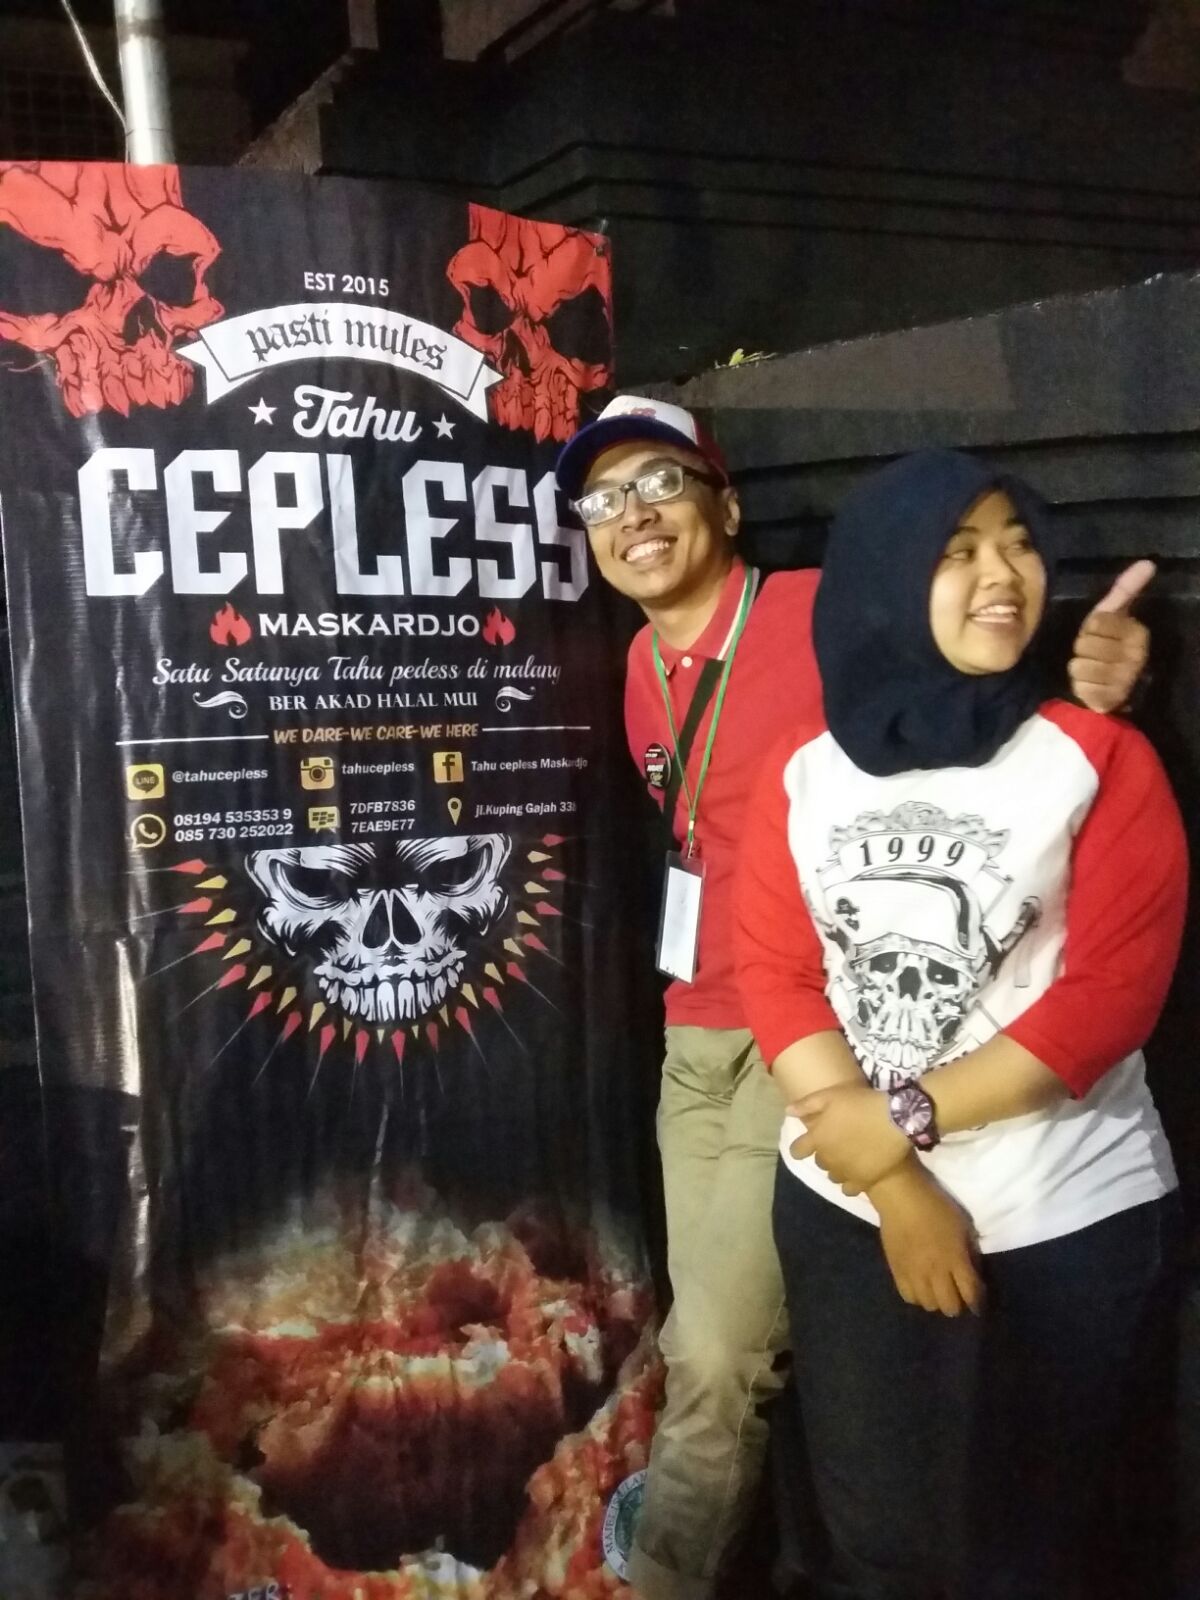 EST 2015
pasti mules
Tahu
CEPLESS
MASKARDJO
Satu Satunya Tahu pedess di malang
BER AKAD HALAL MUI
WE DARE-WE CARE-WE HERE
LINE @tahucepless
tahucepless
Tahu cepless Maskardjo
08194 535353 9
085 730 252022
7DFB7836
7EAE9E77
jl.Kuping Gajah 33
1999